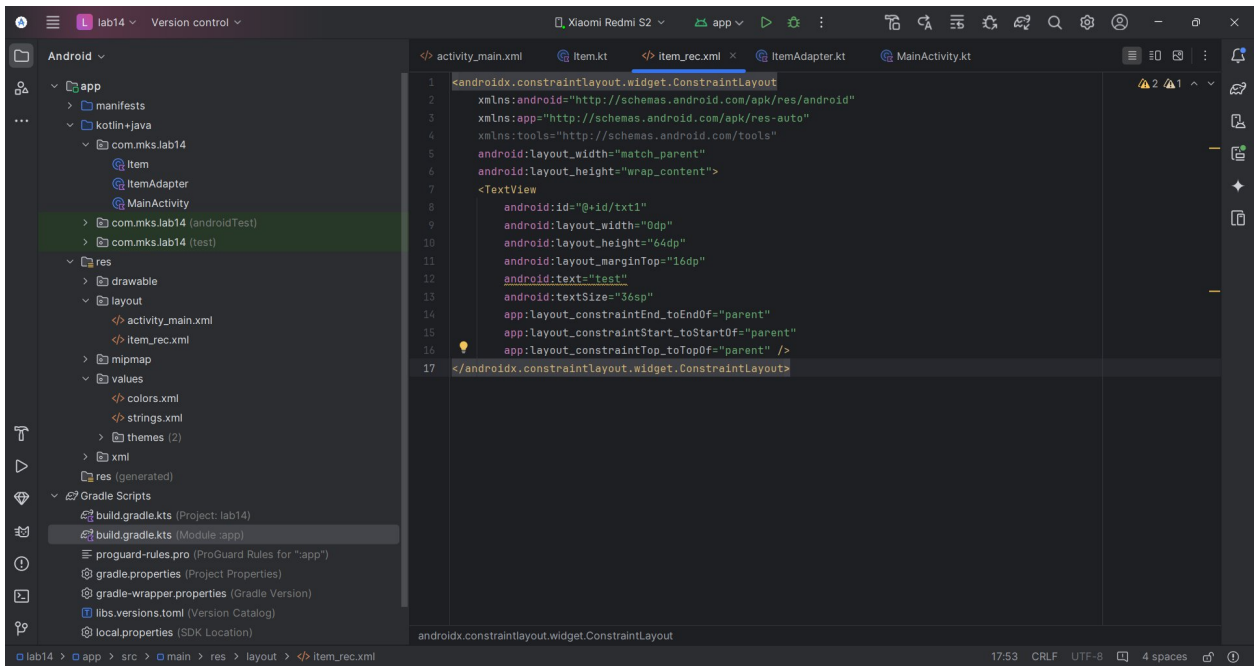 L lab14 Version control Xiaomi Redmi S2 app
Android
app
manifests
kotlin+java
com.mks.lab14
Item
ItemAdapter
MainActivity
com.mks.lab14 (androidTest)
com.mks.lab14 (test)
res
drawable
layout
activity_main.xml
item_rec.xml
mipmap
values
colors.xml
strings.xml
themes (2)
xml
res (generated)
Gradle Scripts
build.gradle.kts (Project: lab14)
build.gradle.kts (Module :app)
proguard-rules.pro (ProGuard Rules for ":app")
gradle.properties (Project Properties)
gradle-wrapper.properties (Gradle Version)
libs.versions.toml (Version Catalog)
local.properties (SDK Location)
activity_main.xml Item.kt item_rec.xml ItemAdapter.kt MainActivity.kt
2 1
1 <androidx.constraintlayout.widget.ConstraintLayout
2 xmlns:android="http://schemas.android.com/apk/res/android"
3 xmlns:app="http://schemas.android.com/apk/res-auto"
4 xmlns:tools="http://schemas.android.com/tools"
5 android:layout_width="match_parent"
6 android:layout_height="wrap_content">
7 <TextView
8 android:id="@+id/txt1"
9 android:layout_width="0dp"
10 android:layout_height="64dp"
11 android:layout_marginTop="16dp"
12 android:text="test"
13 android:textSize="36sp"
14 app:layout_constraintEnd_toEndOf="parent"
15 app:layout_constraintStart_toStartOf="parent"
16 app:layout_constraintTop_toTopOf="parent" />
17 </androidx.constraintlayout.widget.ConstraintLayout>
androidx.constraintlayout.widget.ConstraintLayout
lab14 > app > src > main > res > layout > item_rec.xml 17:53 CRLF UTF-8 4 spaces